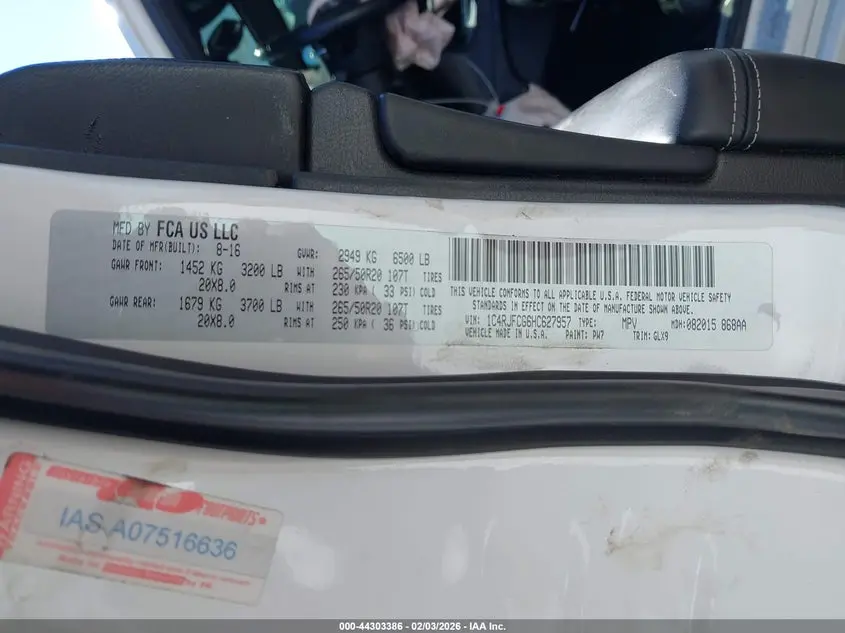 MFD BY FCA US LLC
DATE OF MFR(BUILT): 8-16 GVWR: 2949 KG 6500 LB
GAWR FRONT: 1452 KG 3200 LB WITH 265/50R20 107T TIRES
20X8.0 RIMS AT 230 KPA ( 33 PSI) COLD
GAWR REAR: 1679 KG 3700 LB WITH 265/50R20 107T TIRES
20X8.0 RIMS AT 250 KPA ( 36 PSI) COLD
THIS VEHICLE CONFORMS TO ALL APPLICABLE U.S.A. FEDERAL MOTOR VEHICLE SAFETY
STANDARDS IN EFFECT ON THE DATE OF MANUFACTURE SHOWN ABOVE.
VIN: 1C4RJFCG6HC627957 TYPE: MPV MDH:082015 868AA
VEHICLE MADE IN U.S.A. PAINT: PW7 TRIM: GLX9
IAS A07516636
000-44303386 - 02/03/2026 - IAA Inc.